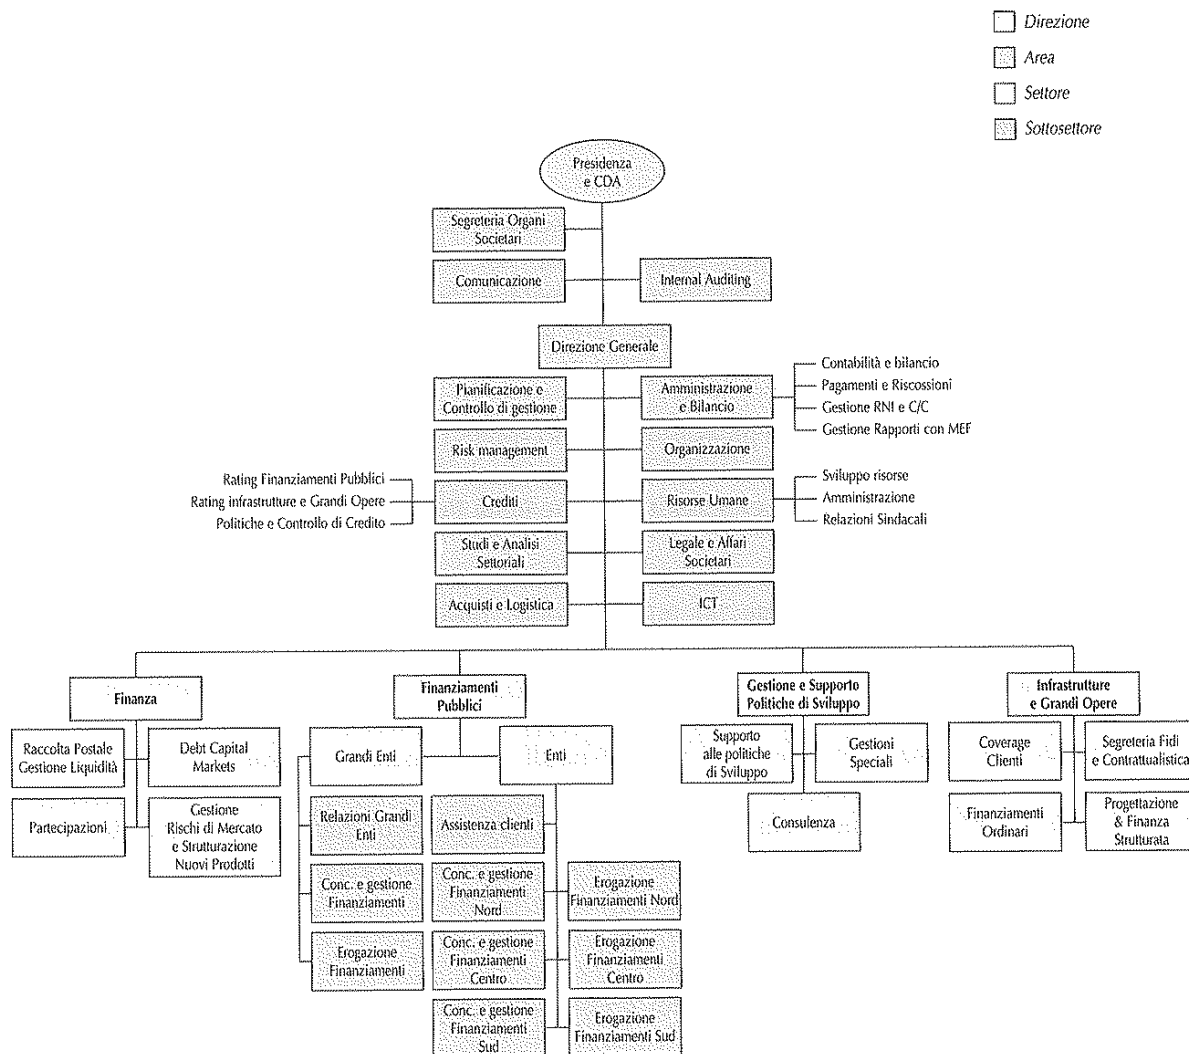 Direzione
Area
Settore
Sottosettore
Presidenza
e CDA
Segreteria Organi
Societari
Comunicazione
Internal Auditing
Direzione Generale
Pianificazione e
Controllo di gestione
Amministrazione
e Bilancio
Contabilità e bilancio
Pagamenti e Riscossioni
Gestione RNI e C/C
Gestione Rapporti con MEF
Risk management
Organizzazione
Rating Finanziamenti Pubblici
Rating infrastrutture e Grandi Opere
Politiche e Controllo di Credito
Crediti
Risorse Umane
Sviluppo risorse
Amministrazione
Relazioni Sindacali
Studi e Analisi
Settoriali
Legale e Affari
Societari
Acquisti e Logistica
ICT
Finanza
Finanziamenti
Pubblici
Gestione e Supporto
Politiche di Sviluppo
Infrastrutture
e Grandi Opere
Raccolta Postale
Gestione Liquidità
Debt Capital
Markets
Partecipazioni
Gestione
Rischi di Mercato
e Strutturazione
Nuovi Prodotti
Grandi Enti
Enti
Relazioni Grandi
Enti
Assistenza clienti
Conc. e gestione
Finanziamenti
Conc. e gestione
Finanziamenti
Nord
Erogazione
Finanziamenti Nord
Erogazione
Finanziamenti
Conc. e gestione
Finanziamenti
Centro
Erogazione
Finanziamenti
Centro
Conc. e gestione
Finanziamenti
Sud
Erogazione
Finanziamenti Sud
Supporto
alle politiche
di Sviluppo
Gestioni
Speciali
Consulenza
Coverage
Clienti
Segreteria Fidi
e Contrattualistica
Finanziamenti
Ordinari
Progettazione
& Finanza
Strutturata